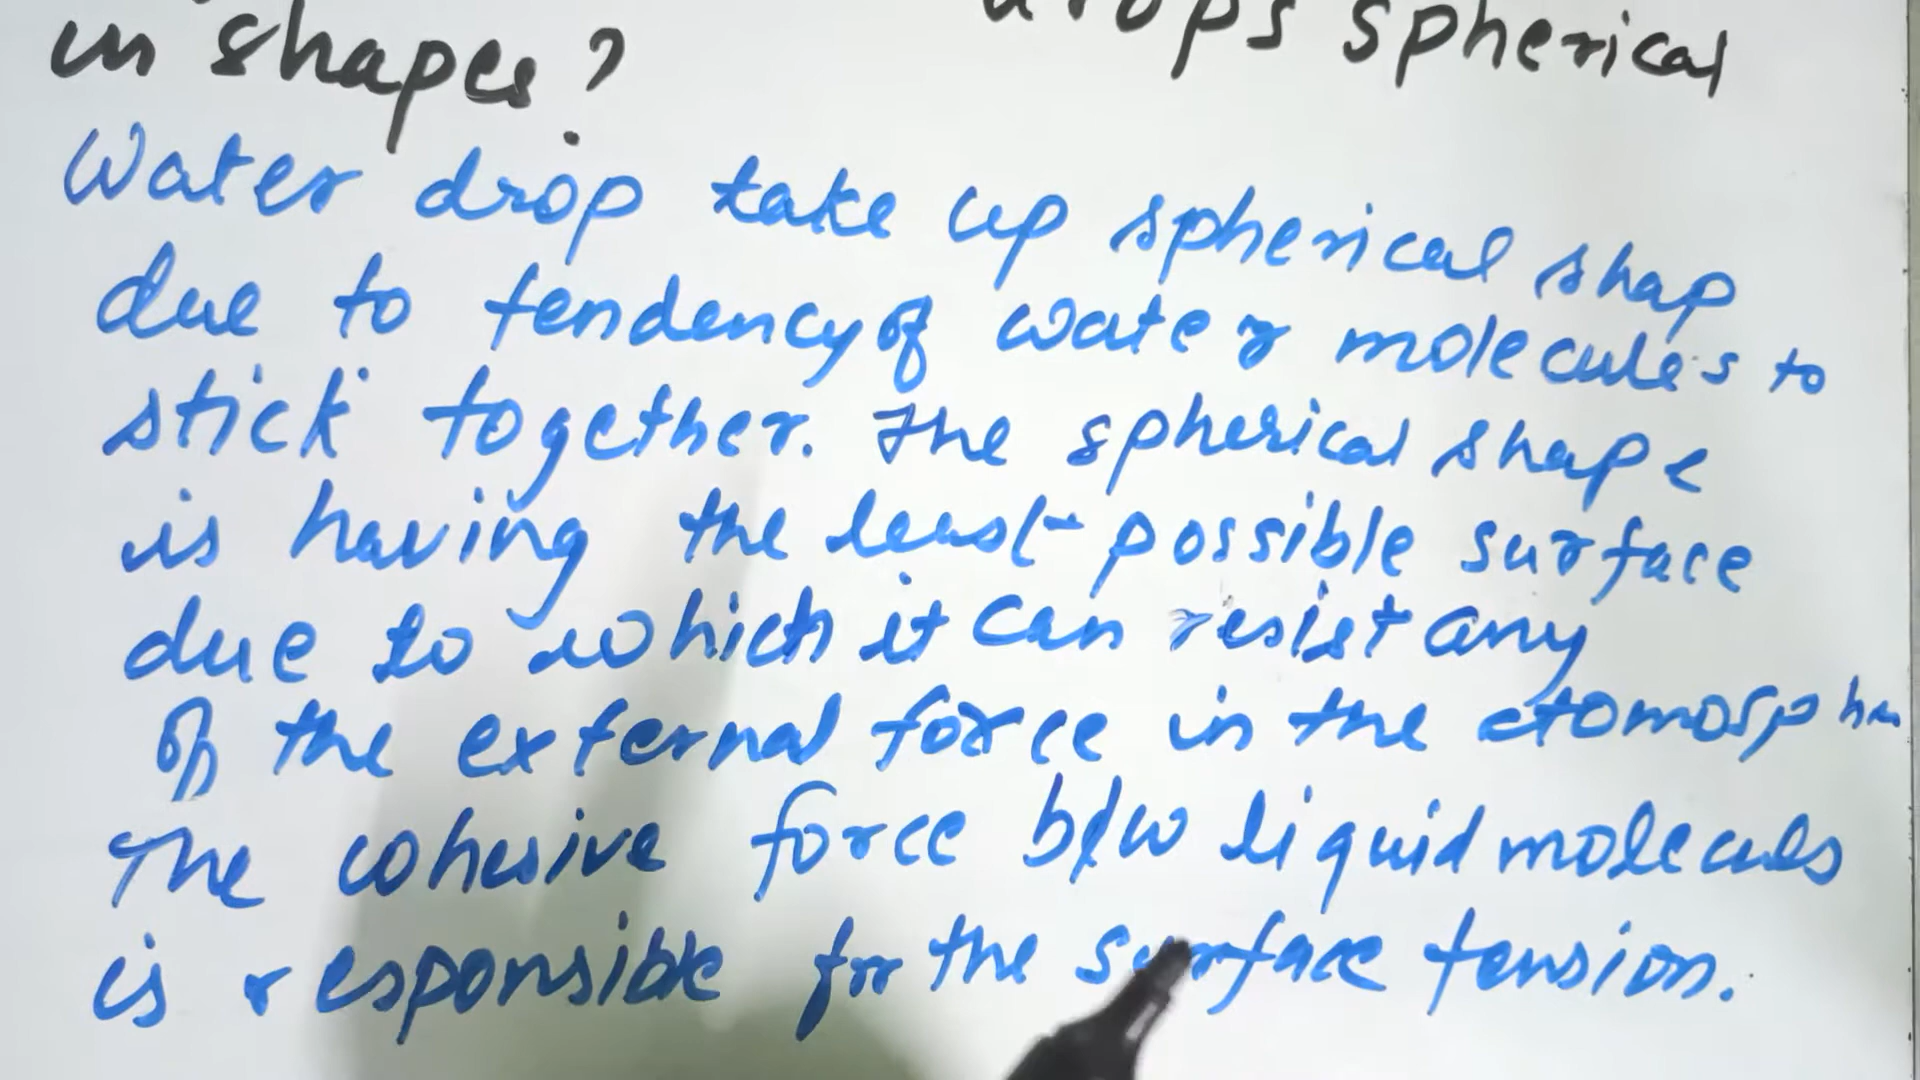 drops spherical
in shapes?
Water drop take up spherical shap
due to tendency of water molecules to
stick together. The spherical shape
is having the least possible surface
due to which it can resist any
of the external force in the atomosphe
The cohesive force b/w liquid molecules
is responsible for the surface tension.